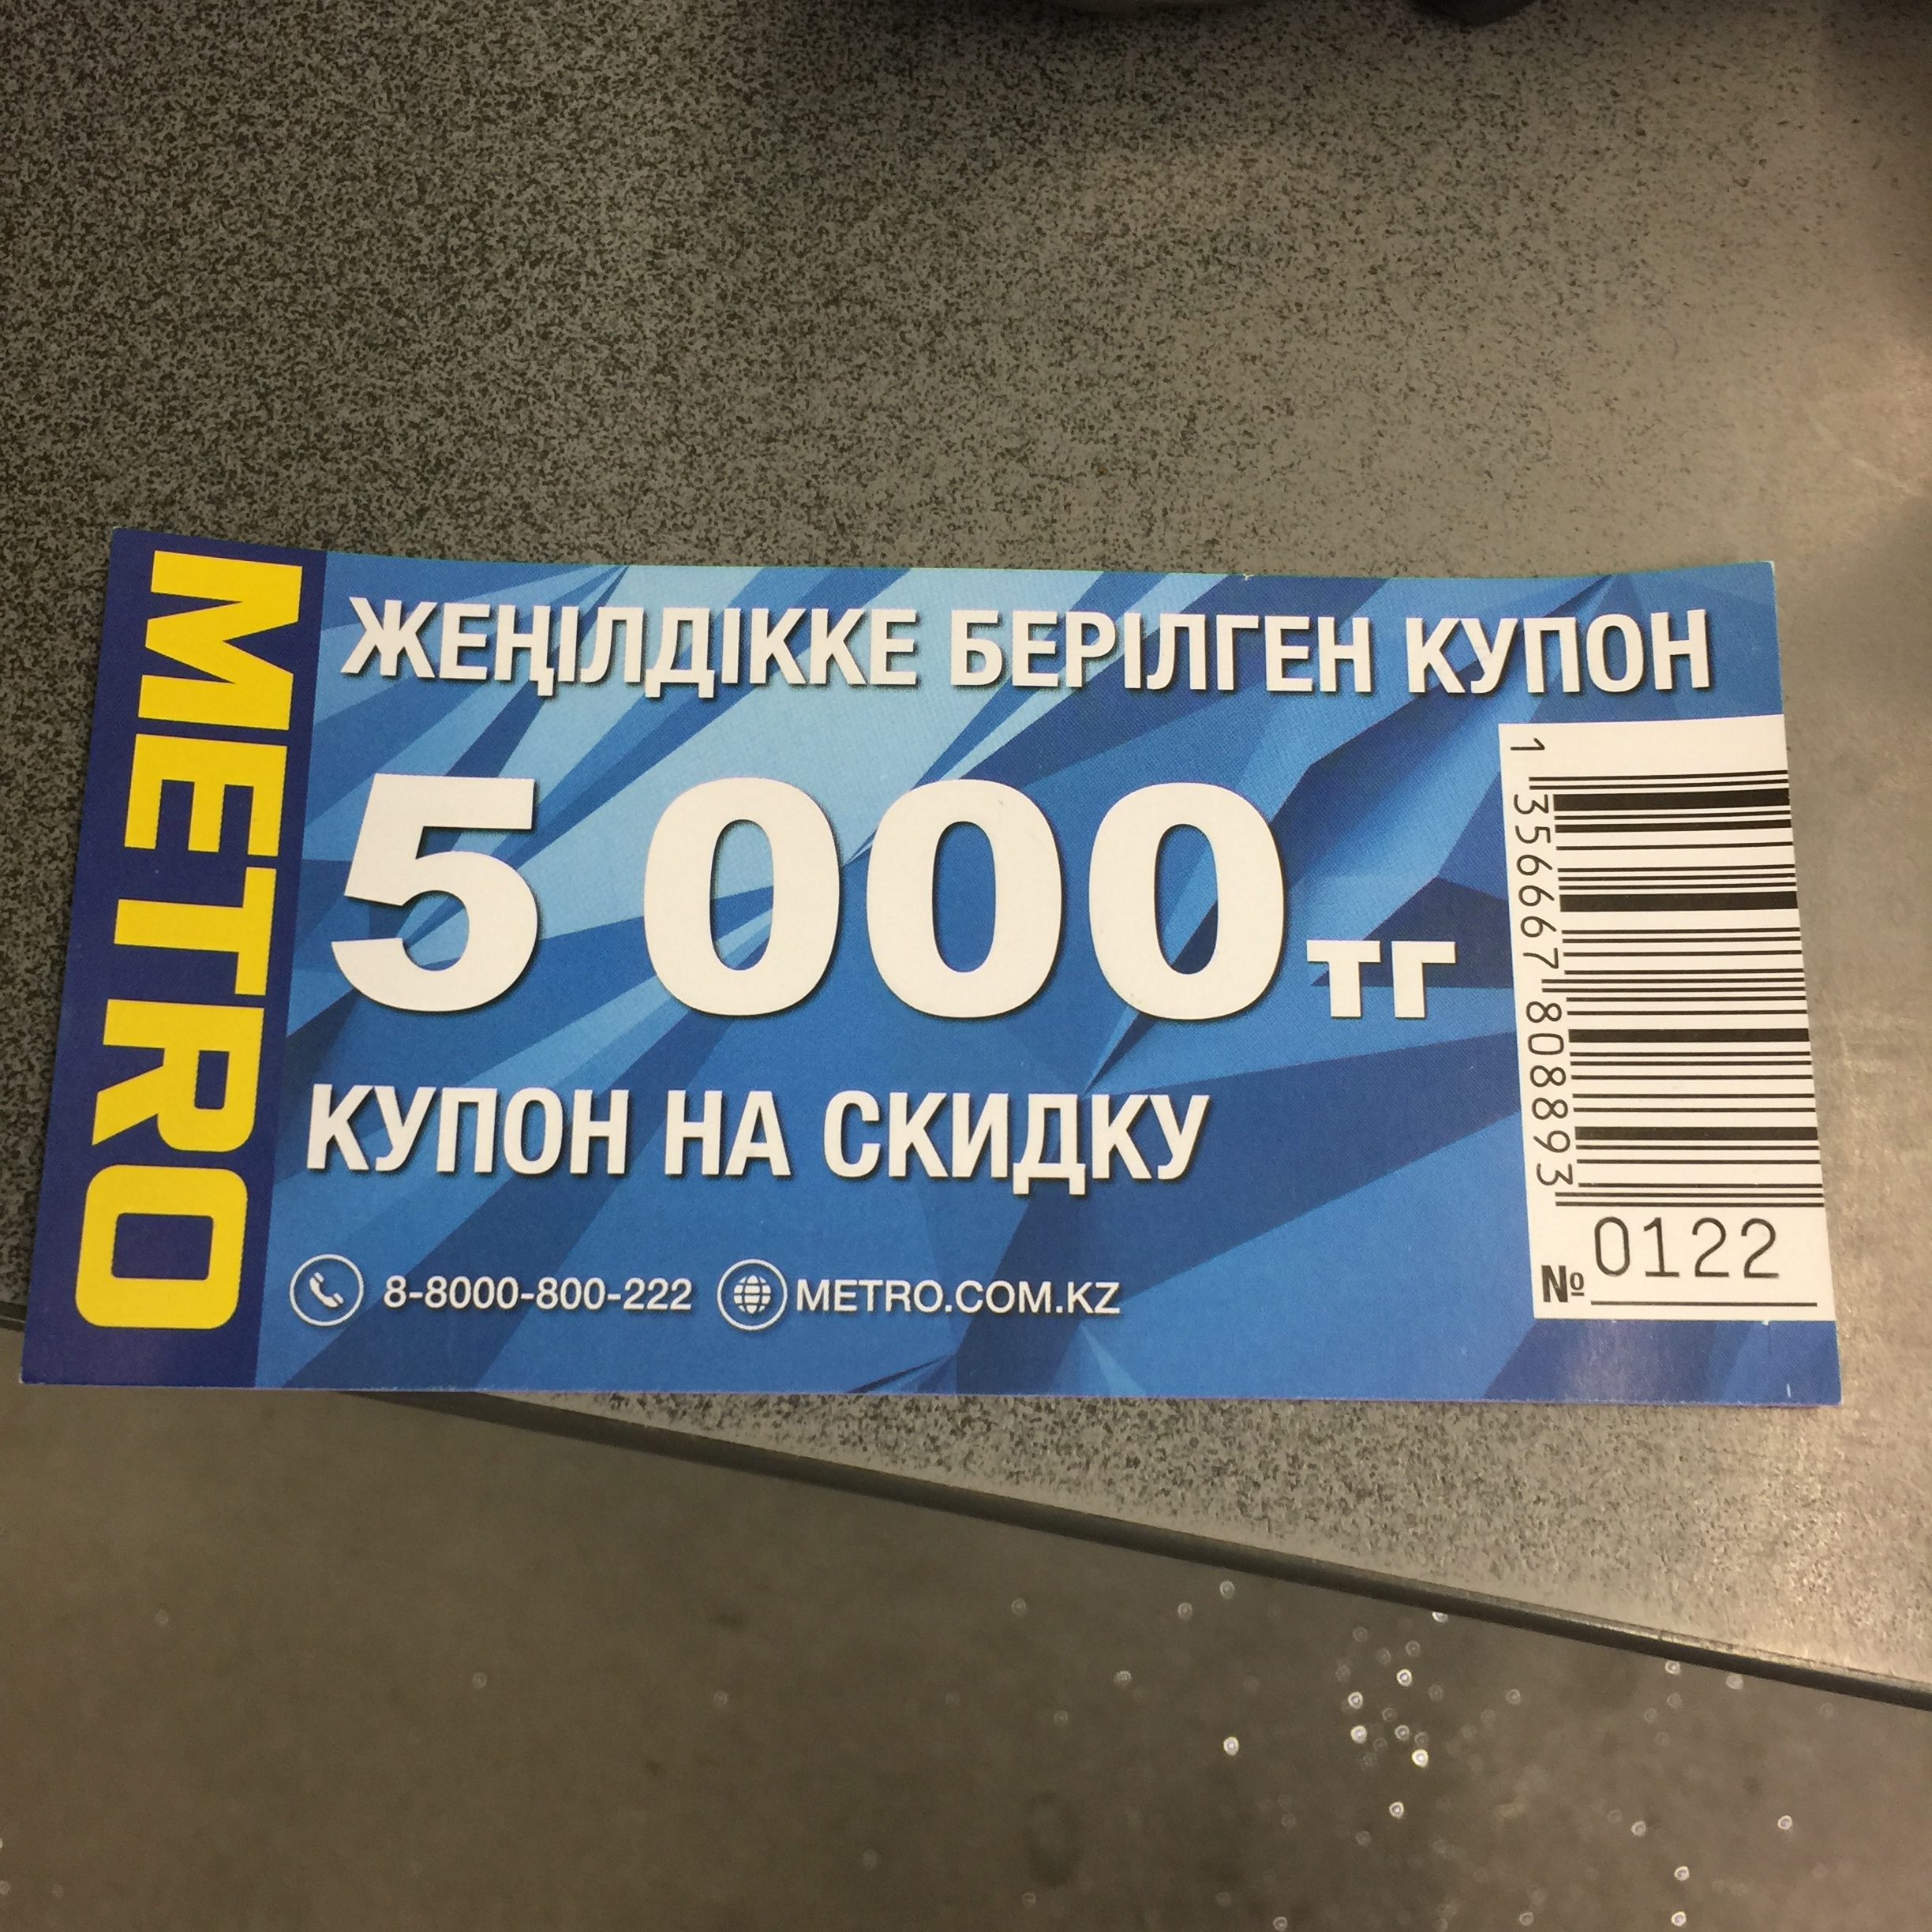 METRO
ЖЕҢІЛДІККЕ БЕРІЛГЕН КУПОН
5 000 тг
КУПОН НА СКИДКУ
8-8000-800-222 METRO.COM.KZ
1 356667 808893
№ 0122